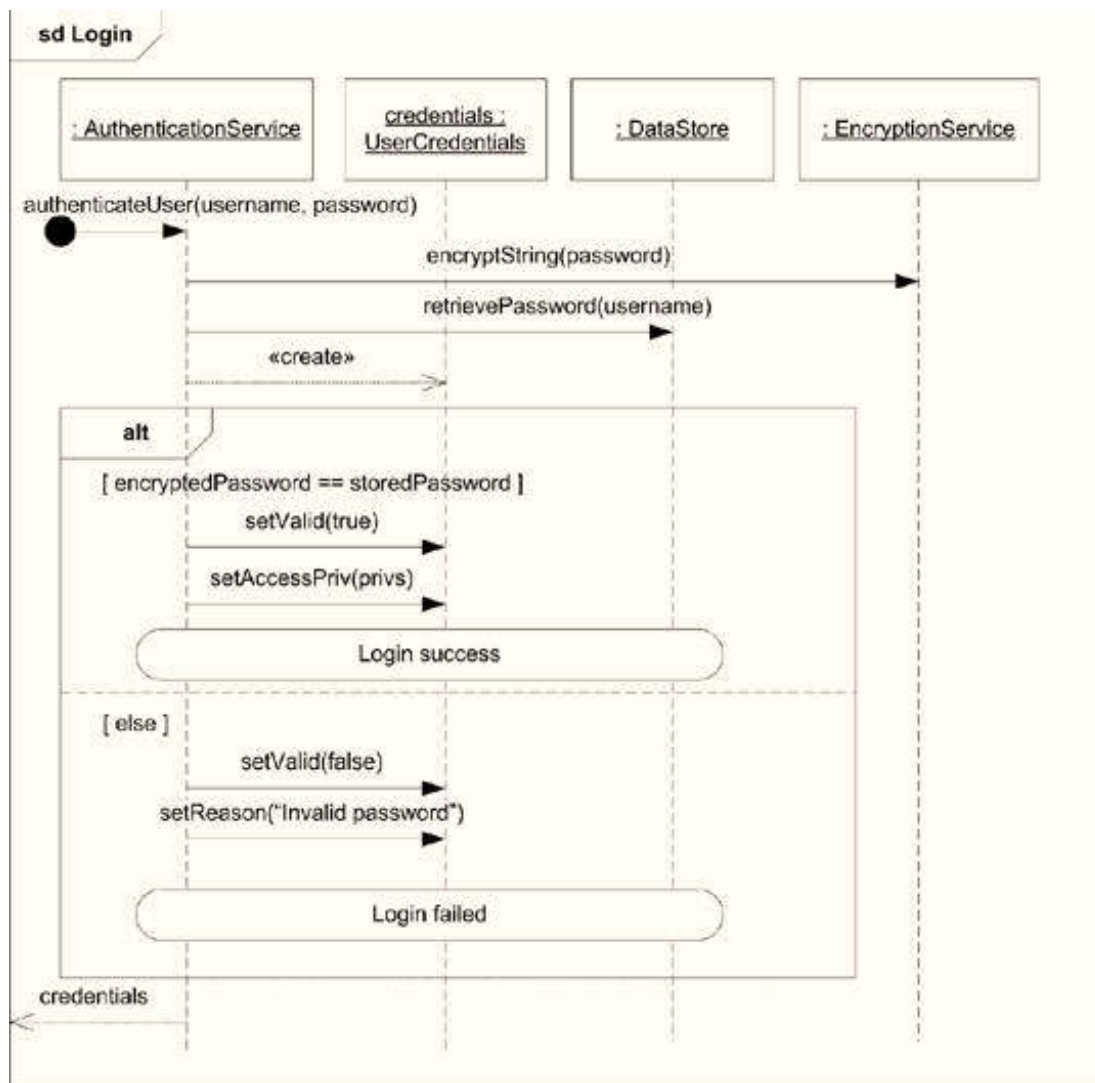 sd Login
: AuthenticationService
credentials :
UserCredentials
: DataStore
: EncryptionService
authenticateUser(username, password)
encryptString(password)
retrievePassword(username)
«create»
alt
[ encryptedPassword == storedPassword ]
setValid(true)
setAccessPriv(privs)
Login success
[ else ]
setValid(false)
setReason(“Invalid password”)
Login failed
credentials